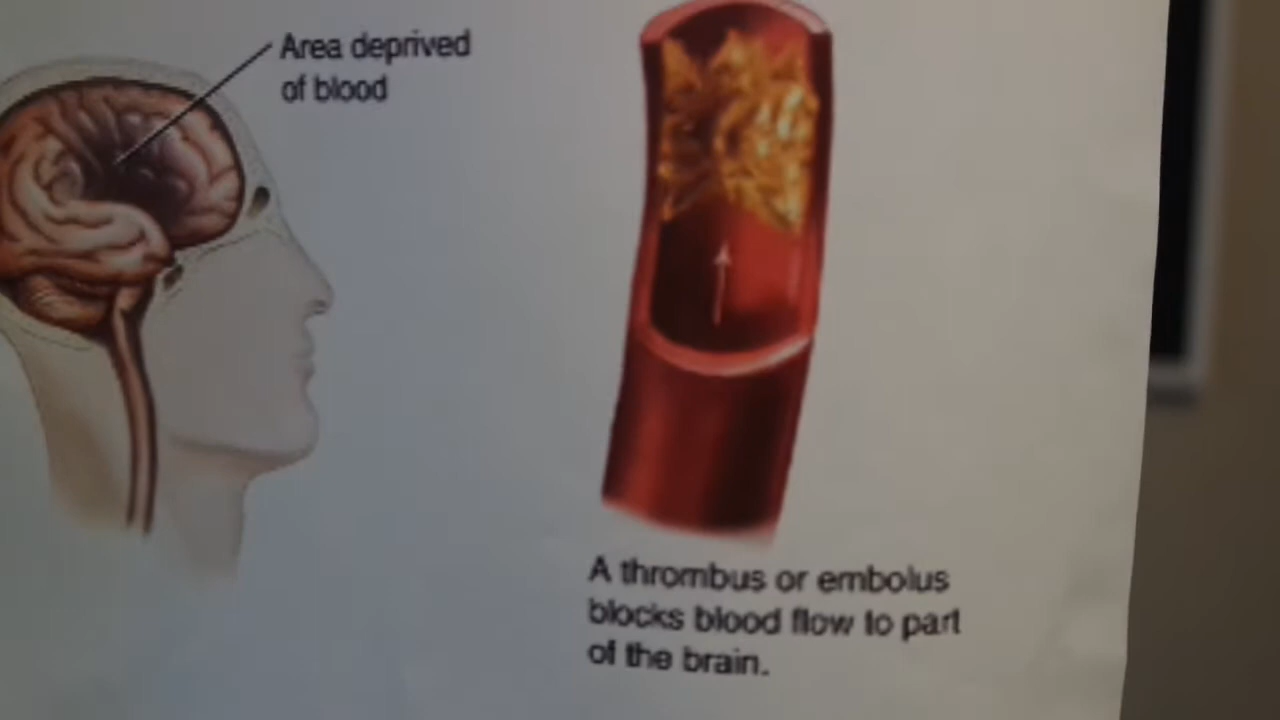 Area deprived
of blood
A thrombus or embolus
blocks blood flow to part
of the brain.